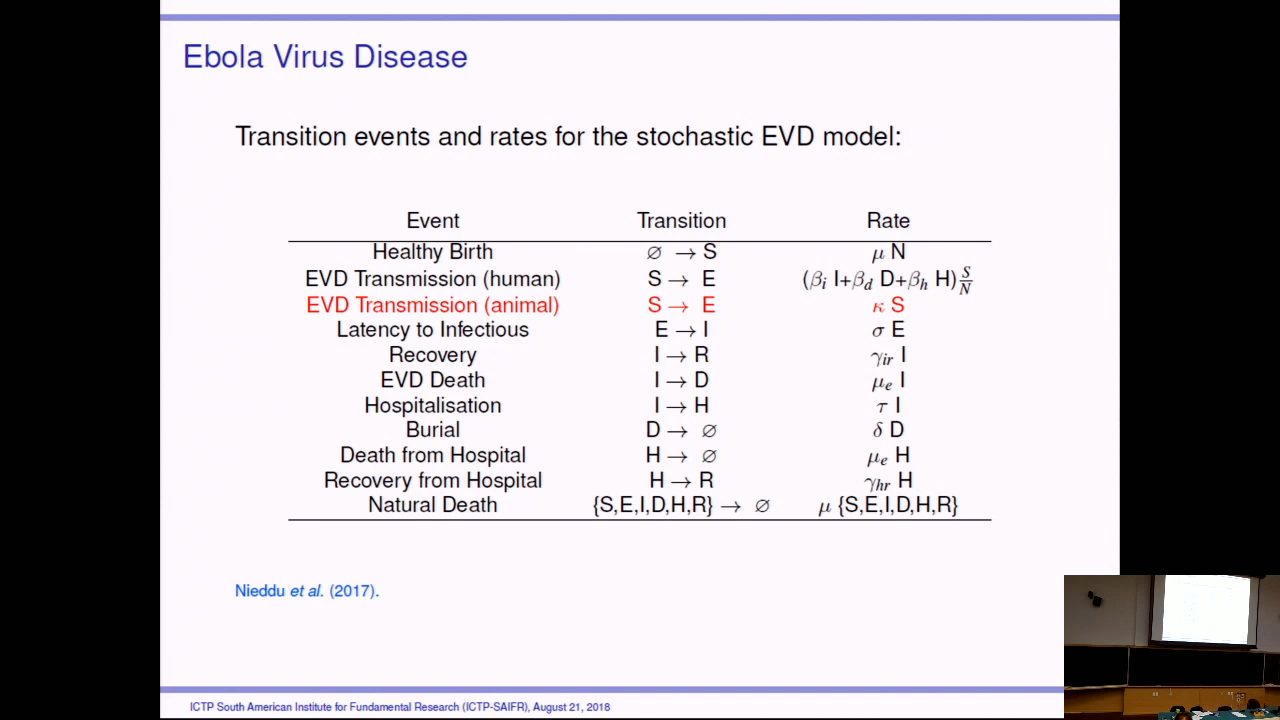 Ebola Virus Disease
Transition events and rates for the stochastic EVD model:
Event Transition Rate
Healthy Birth ∅ → S μ N
EVD Transmission (human) S → E (β_i I+β_d D+β_h H) S/N
EVD Transmission (animal) S → E κ S
Latency to Infectious E → I σ E
Recovery I → R γ_ir I
EVD Death I → D μ_e I
Hospitalisation I → H τ I
Burial D → ∅ δ D
Death from Hospital H → ∅ μ_e H
Recovery from Hospital H → R γ_hr H
Natural Death {S,E,I,D,H,R} → ∅ μ {S,E,I,D,H,R}
Nieddu et al. (2017).
ICTP South American Institute for Fundamental Research (ICTP-SAIFR), August 21, 2018